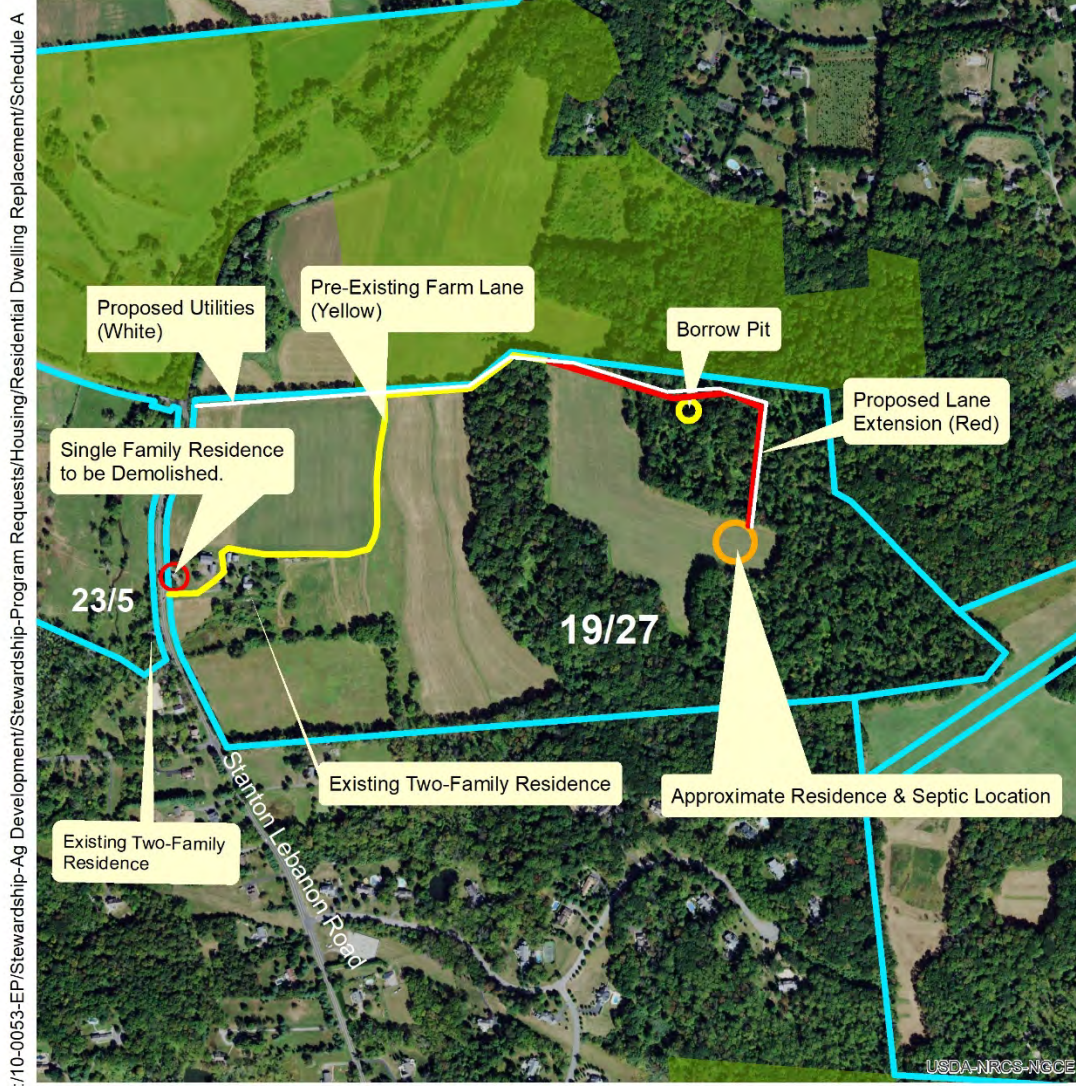 :/10-0053-EP/Stewardship-Ag Development/Stewardship-Program Requests/Housing/Residential Dwelling Replacement/Schedule A
Proposed Utilities
(White)
Pre-Existing Farm Lane
(Yellow)
Borrow Pit
Proposed Lane
Extension (Red)
Single Family Residence
to be Demolished.
23/5
19/27
Existing Two-Family Residence
Approximate Residence & Septic Location
Existing Two-Family
Residence
Stanton Lebanon Road
USDA-NRCS-NGCE